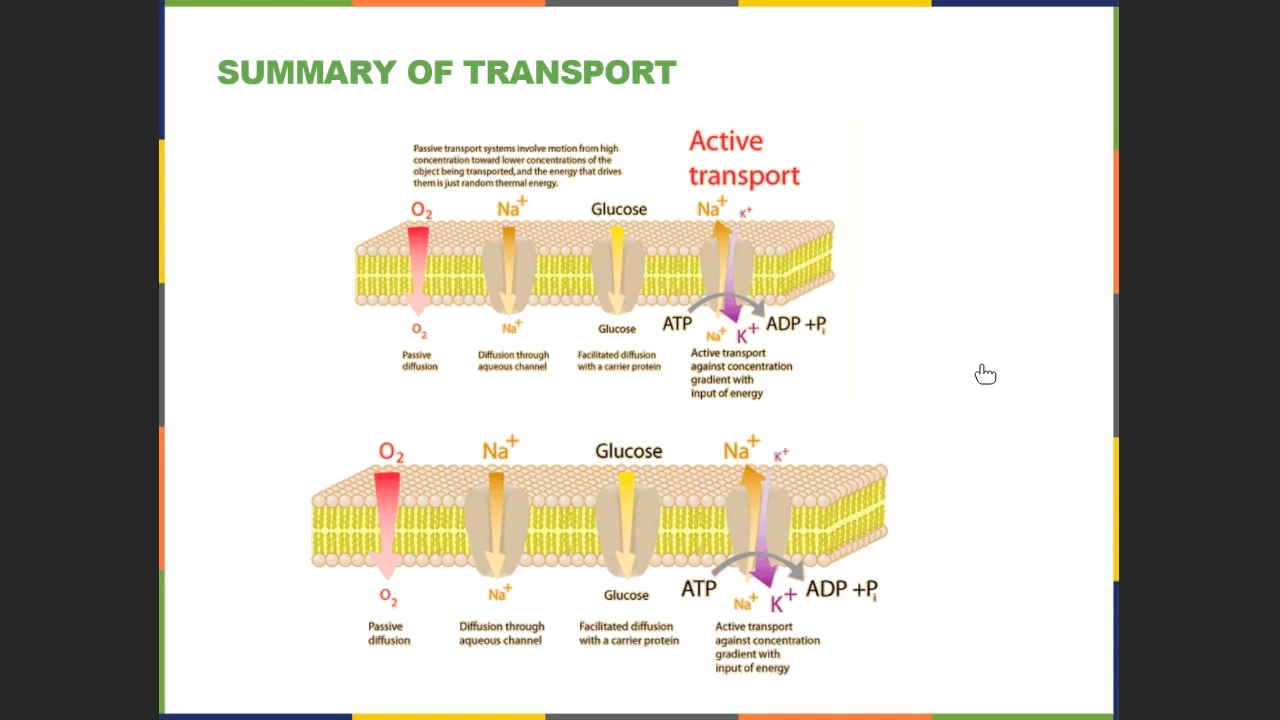 SUMMARY OF TRANSPORT
Passive transport systems involve motion from high
concentration toward lower concentrations of the
object being transported, and the energy that drives
them is just random thermal energy.
Active
transport
O2 Na+ Glucose Na+ K+
ATP ADP +Pi
O2 Na+ Glucose Na+ K+
Passive
diffusion
Diffusion through
aqueous channel
Facilitated diffusion
with a carrier protein
Active transport
against concentration
gradient with
input of energy
O2 Na+ Glucose Na+ K+
ATP ADP +Pi
O2 Na+ Glucose Na+ K+
Passive
diffusion
Diffusion through
aqueous channel
Facilitated diffusion
with a carrier protein
Active transport
against concentration
gradient with
input of energy